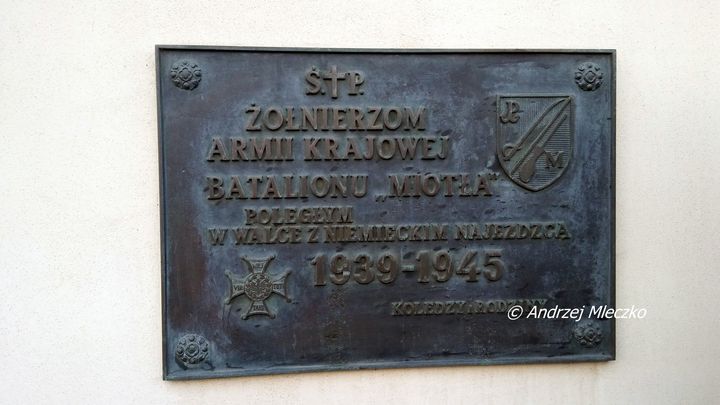 Ś.†P.
ŻOŁNIERZOM
ARMII KRAJOWEJ
BATALIONU „MIOTŁA"
POLEGŁYM
W WALCE Z NIEMIECKIM NAJEŹDŹCĄ
1939-1945
KOLEDZY I RODZINY
M
© Andrzej Mleczko